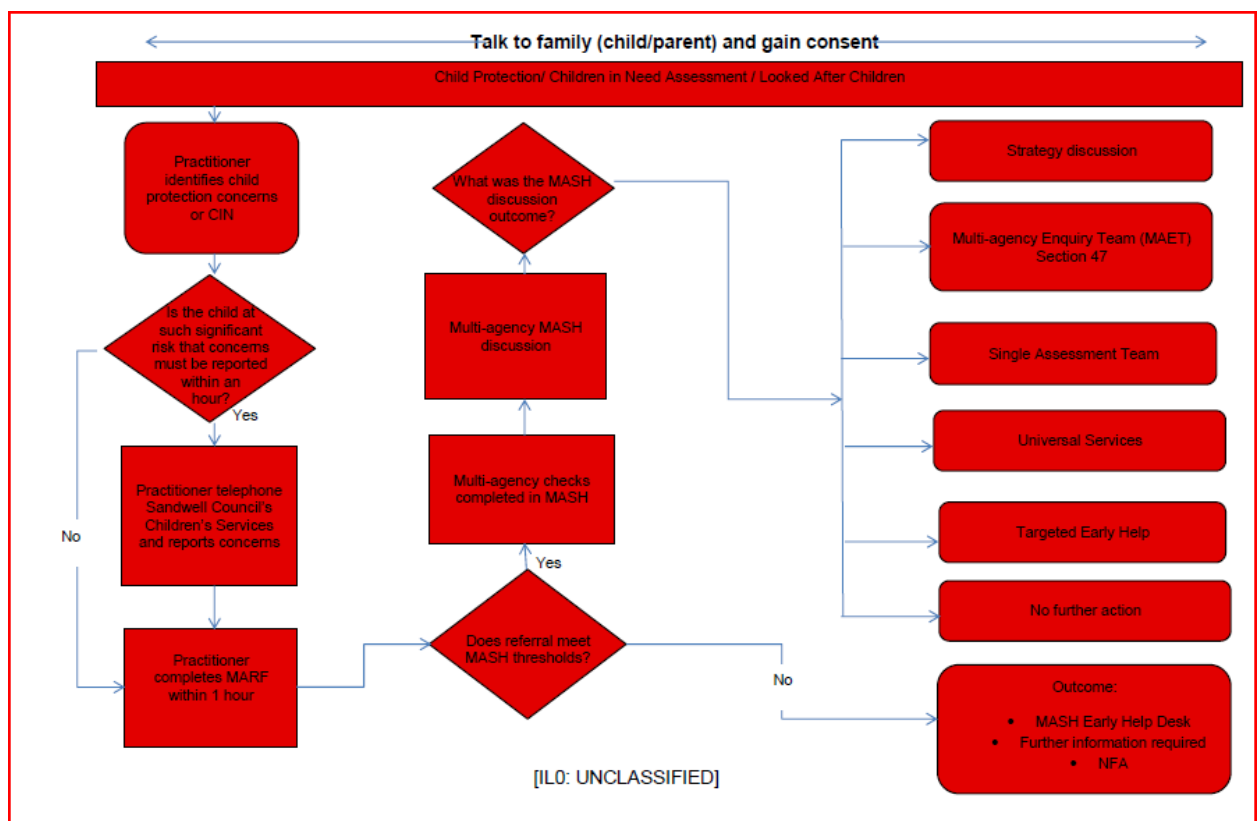 Talk to family (child/parent) and gain consent
Child Protection/ Children in Need Assessment / Looked After Children
Practitioner
identifies child
protection concerns
or CIN
Is the child at
such significant
risk that concerns
must be reported
within an
hour?
Yes
No
Practitioner telephone
Sandwell Council's
Children's Services
and reports concerns
Practitioner
completes MARF
within 1 hour
Does referral meet
MASH thresholds?
Yes
No
Multi-agency checks
completed in MASH
Multi-agency MASH
discussion
What was the MASH
discussion
outcome?
Strategy discussion
Multi-agency Enquiry Team (MAET)
Section 47
Single Assessment Team
Universal Services
Targeted Early Help
No further action
Outcome:
• MASH Early Help Desk
• Further information required
• NFA
[IL0: UNCLASSIFIED]